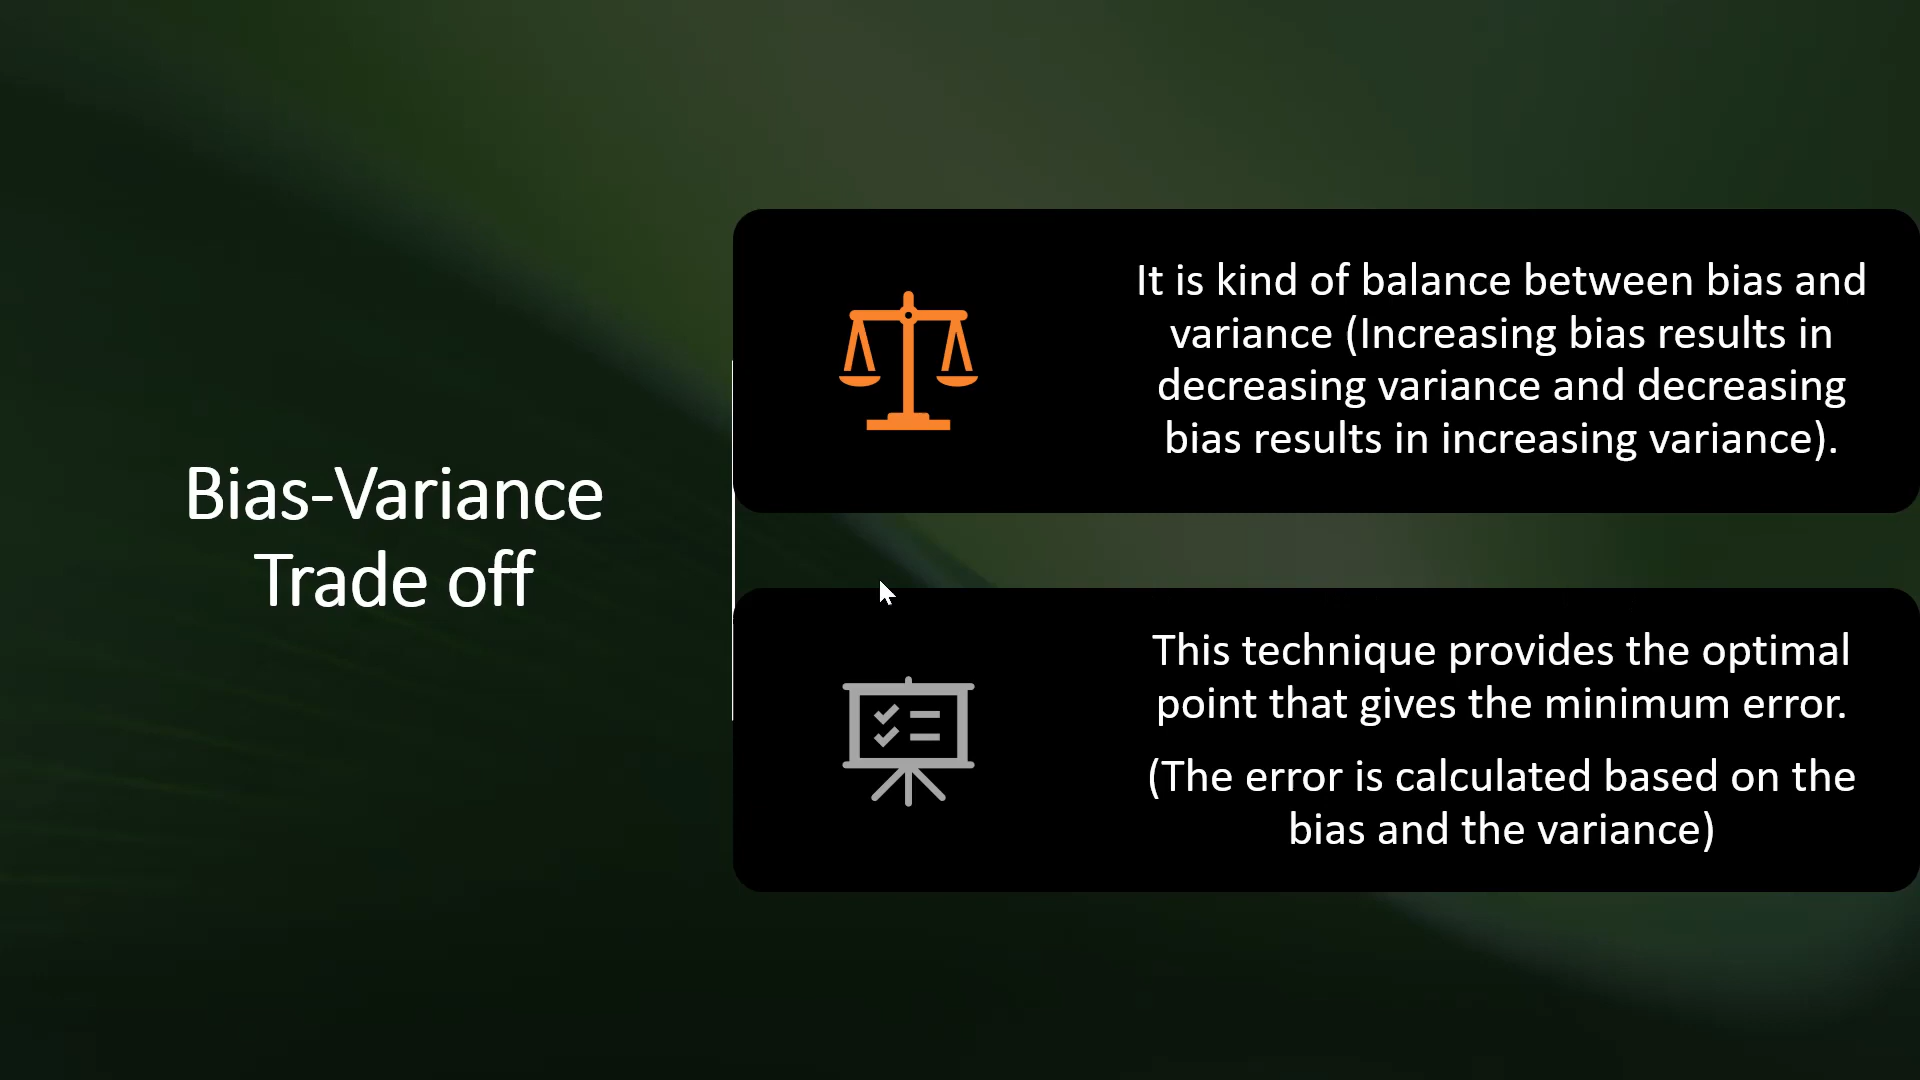 Bias-Variance
Trade off
It is kind of balance between bias and
variance (Increasing bias results in
decreasing variance and decreasing
bias results in increasing variance).
This technique provides the optimal
point that gives the minimum error.
(The error is calculated based on the
bias and the variance)